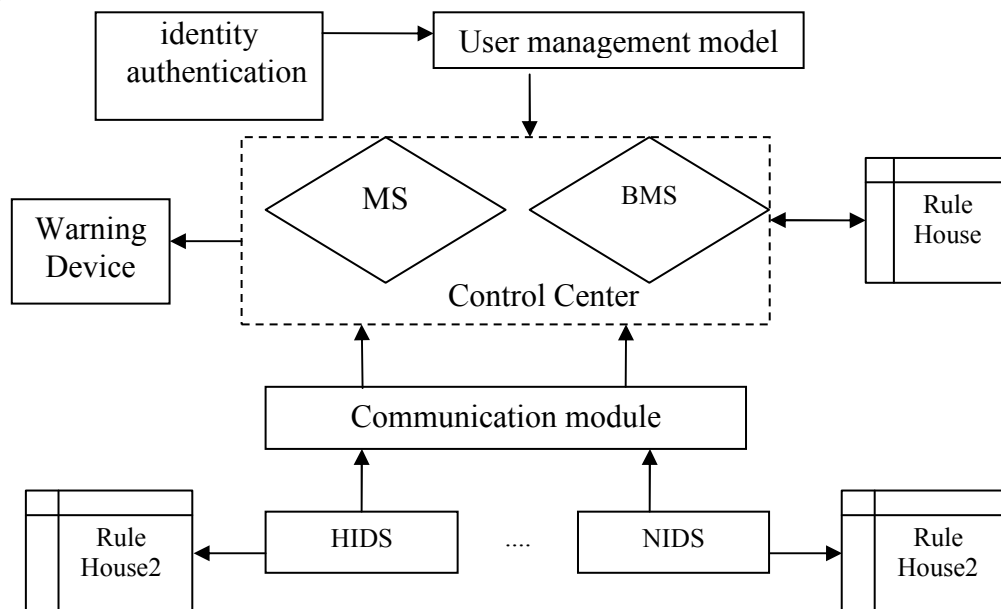 identity
authentication
User management model
MS
BMS
Rule
House
Warning
Device
Control Center
Communication module
Rule
House2
HIDS
....
NIDS
Rule
House2